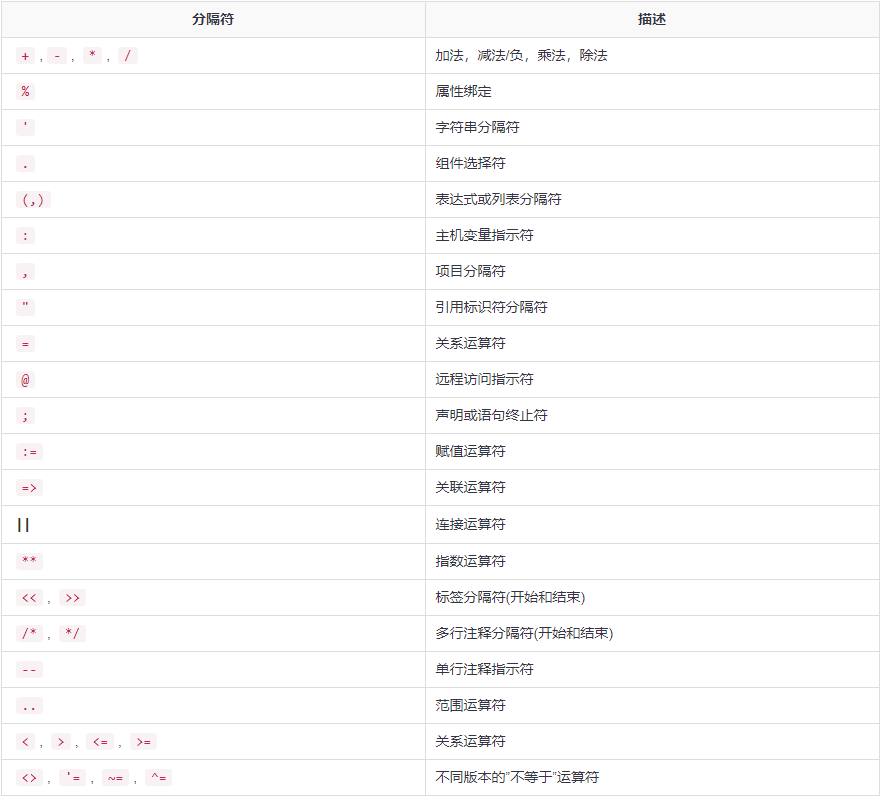 分隔符 描述
+ , - , * , / 加法，减法/负，乘法，除法
% 属性绑定
' 字符串分隔符
. 组件选择符
(,) 表达式或列表分隔符
: 主机变量指示符
, 项目分隔符
" 引用标识符分隔符
= 关系运算符
@ 远程访问指示符
; 声明或语句终止符
:= 赋值运算符
=> 关联运算符
|| 连接运算符
** 指数运算符
<< , >> 标签分隔符(开始和结束)
/* , */ 多行注释分隔符(开始和结束)
-- 单行注释指示符
.. 范围运算符
< , > , <= , >= 关系运算符
<> , '= , ~= , ^= 不同版本的"不等于"运算符